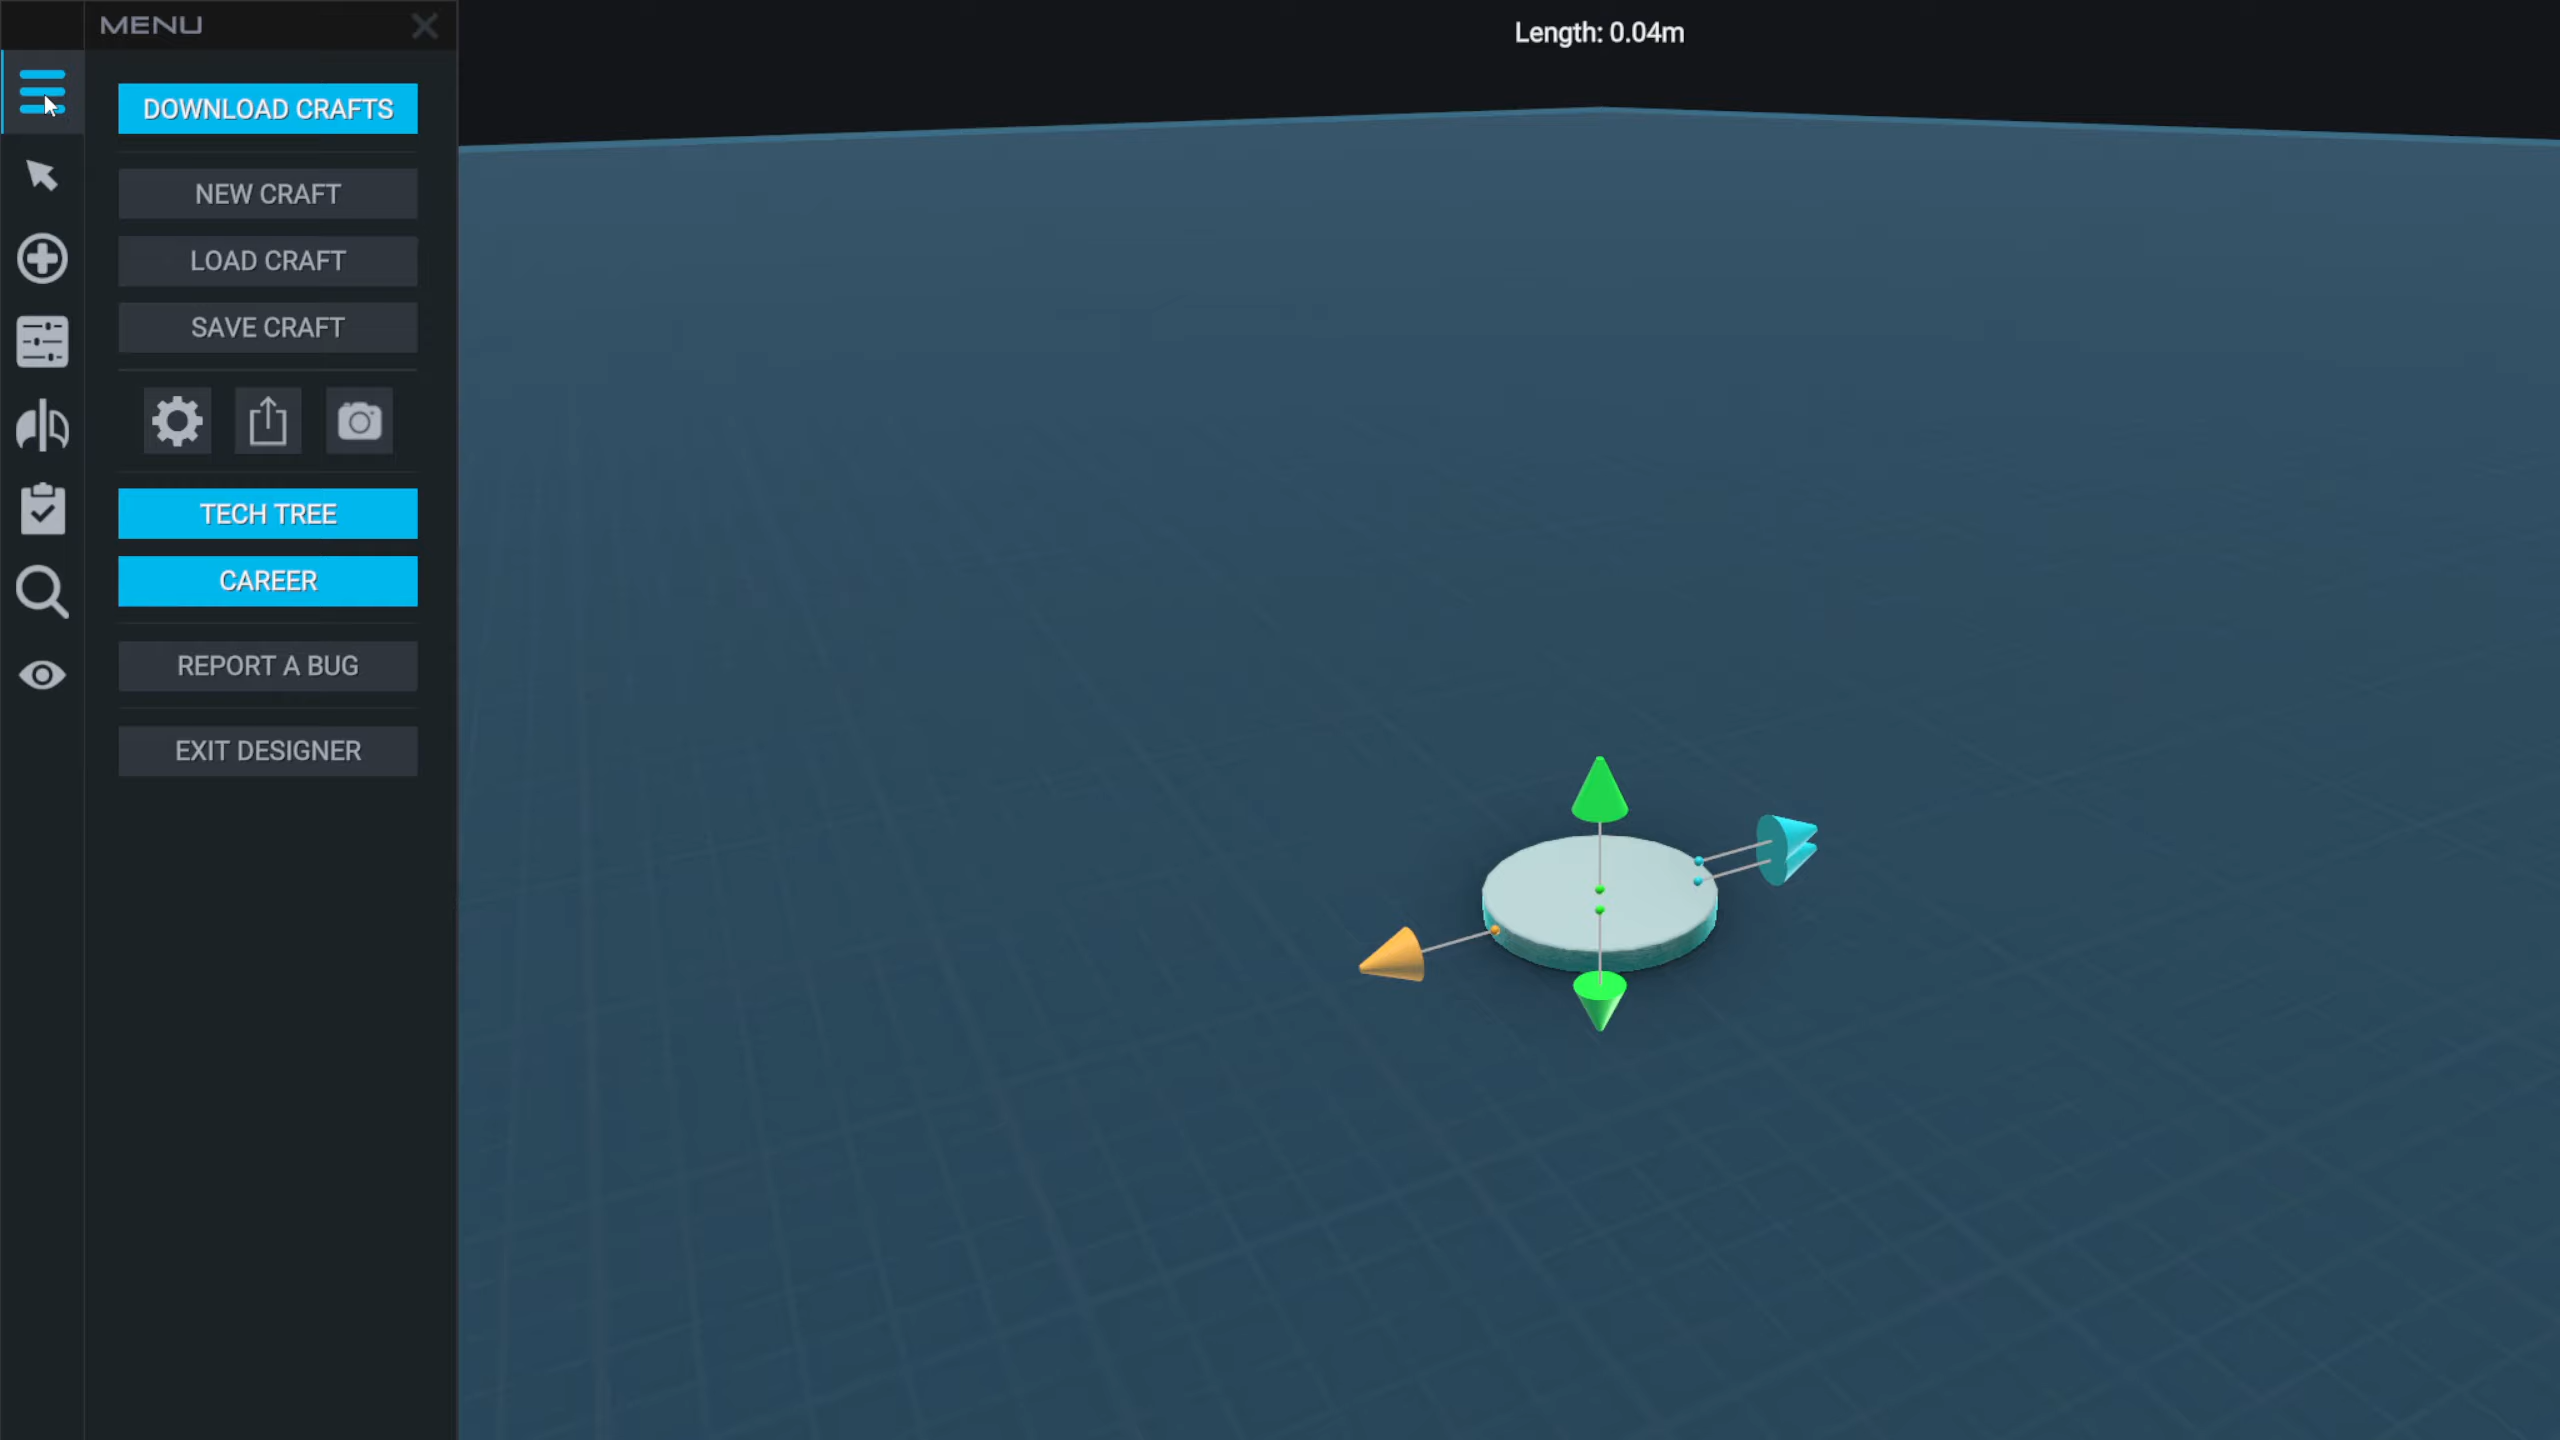 MENU
Length: 0.04m
DOWNLOAD CRAFTS
NEW CRAFT
LOAD CRAFT
SAVE CRAFT
TECH TREE
CAREER
REPORT A BUG
EXIT DESIGNER